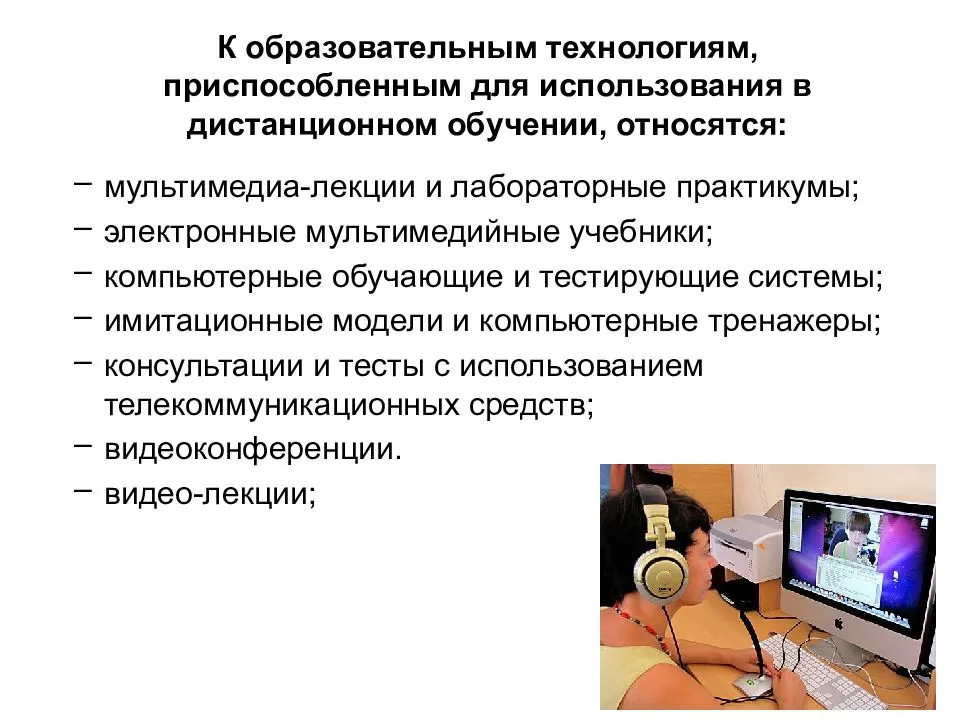 К образовательным технологиям,
приспособленным для использования в
дистанционном обучении, относятся:
– мультимедиа-лекции и лабораторные практикумы;
– электронные мультимедийные учебники;
– компьютерные обучающие и тестирующие системы;
– имитационные модели и компьютерные тренажеры;
– консультации и тесты с использованием
телекоммуникационных средств;
– видеоконференции.
– видео-лекции;